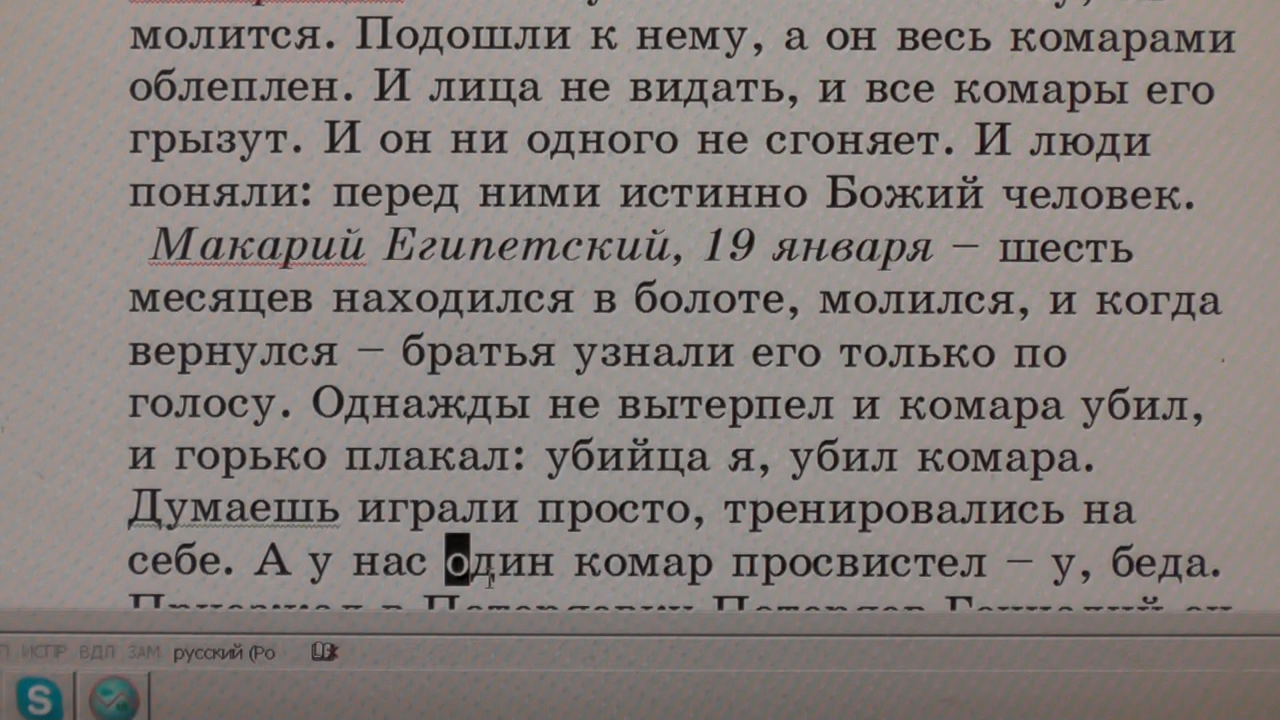 молится. Подошли к нему, а он весь комарами
облеплен. И лица не видать, и все комары его
грызут. И он ни одного не сгоняет. И люди
поняли: перед ними истинно Божий человек.
Макарий Египетский, 19 января – шесть
месяцев находился в болоте, молился, и когда
вернулся – братья узнали его только по
голосу. Однажды не вытерпел и комара убил,
и горько плакал: убийца я, убил комара.
Думаешь играли просто, тренировались на
себе. А у нас один комар просвистел – у, беда.
ИСПР ВДЛ ЗАМ русский (Ро
S